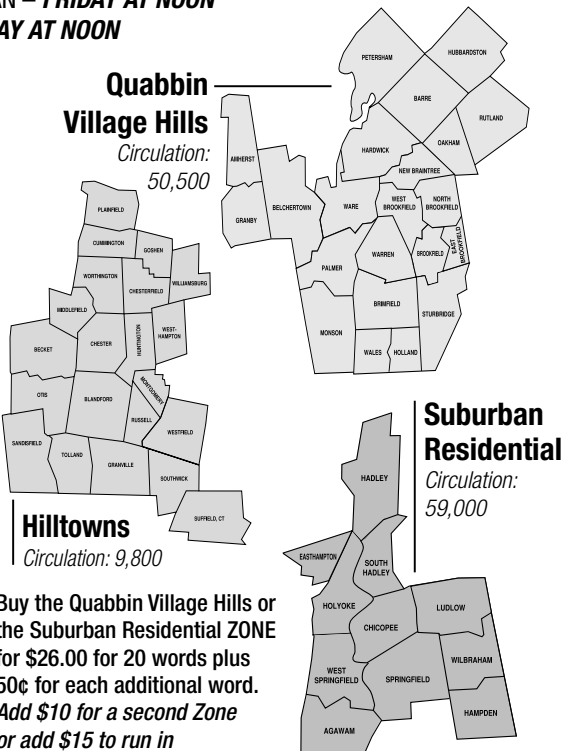 AN – FRIDAY AT NOON
AY AT NOON
Quabbin
Village Hills
Circulation:
50,500
PETERSHAM
HUBBARDSTON
BARRE
RUTLAND
OAKHAM
HARDWICK
NEW BRAINTREE
AMHERST
GRANBY
BELCHERTOWN
WARE
WEST
BROOKFIELD
NORTH
BROOKFIELD
EAST
BROOKFIELD
BROOKFIELD
WARREN
PALMER
BRIMFIELD
STURBRIDGE
MONSON
WALES
HOLLAND
PLAINFIELD
CUMMINGTON
GOSHEN
WORTHINGTON
CHESTERFIELD
WILLIAMSBURG
MIDDLEFIELD
CHESTER
HUNTINGTON
WEST-
HAMPTON
BECKET
MONTGOMERY
OTIS
BLANDFORD
RUSSELL
WESTFIELD
SANDISFIELD
TOLLAND
GRANVILLE
SOUTHWICK
SUFFIELD, CT
Hilltowns
Circulation: 9,800
Suburban
Residential
Circulation:
59,000
HADLEY
EASTHAMPTON
SOUTH
HADLEY
HOLYOKE
CHICOPEE
LUDLOW
WEST
SPRINGFIELD
SPRINGFIELD
WILBRAHAM
AGAWAM
HAMPDEN
Buy the Quabbin Village Hills or
the Suburban Residential ZONE
for $26.00 for 20 words plus
50¢ for each additional word.
Add $10 for a second Zone
or add $15 to run in